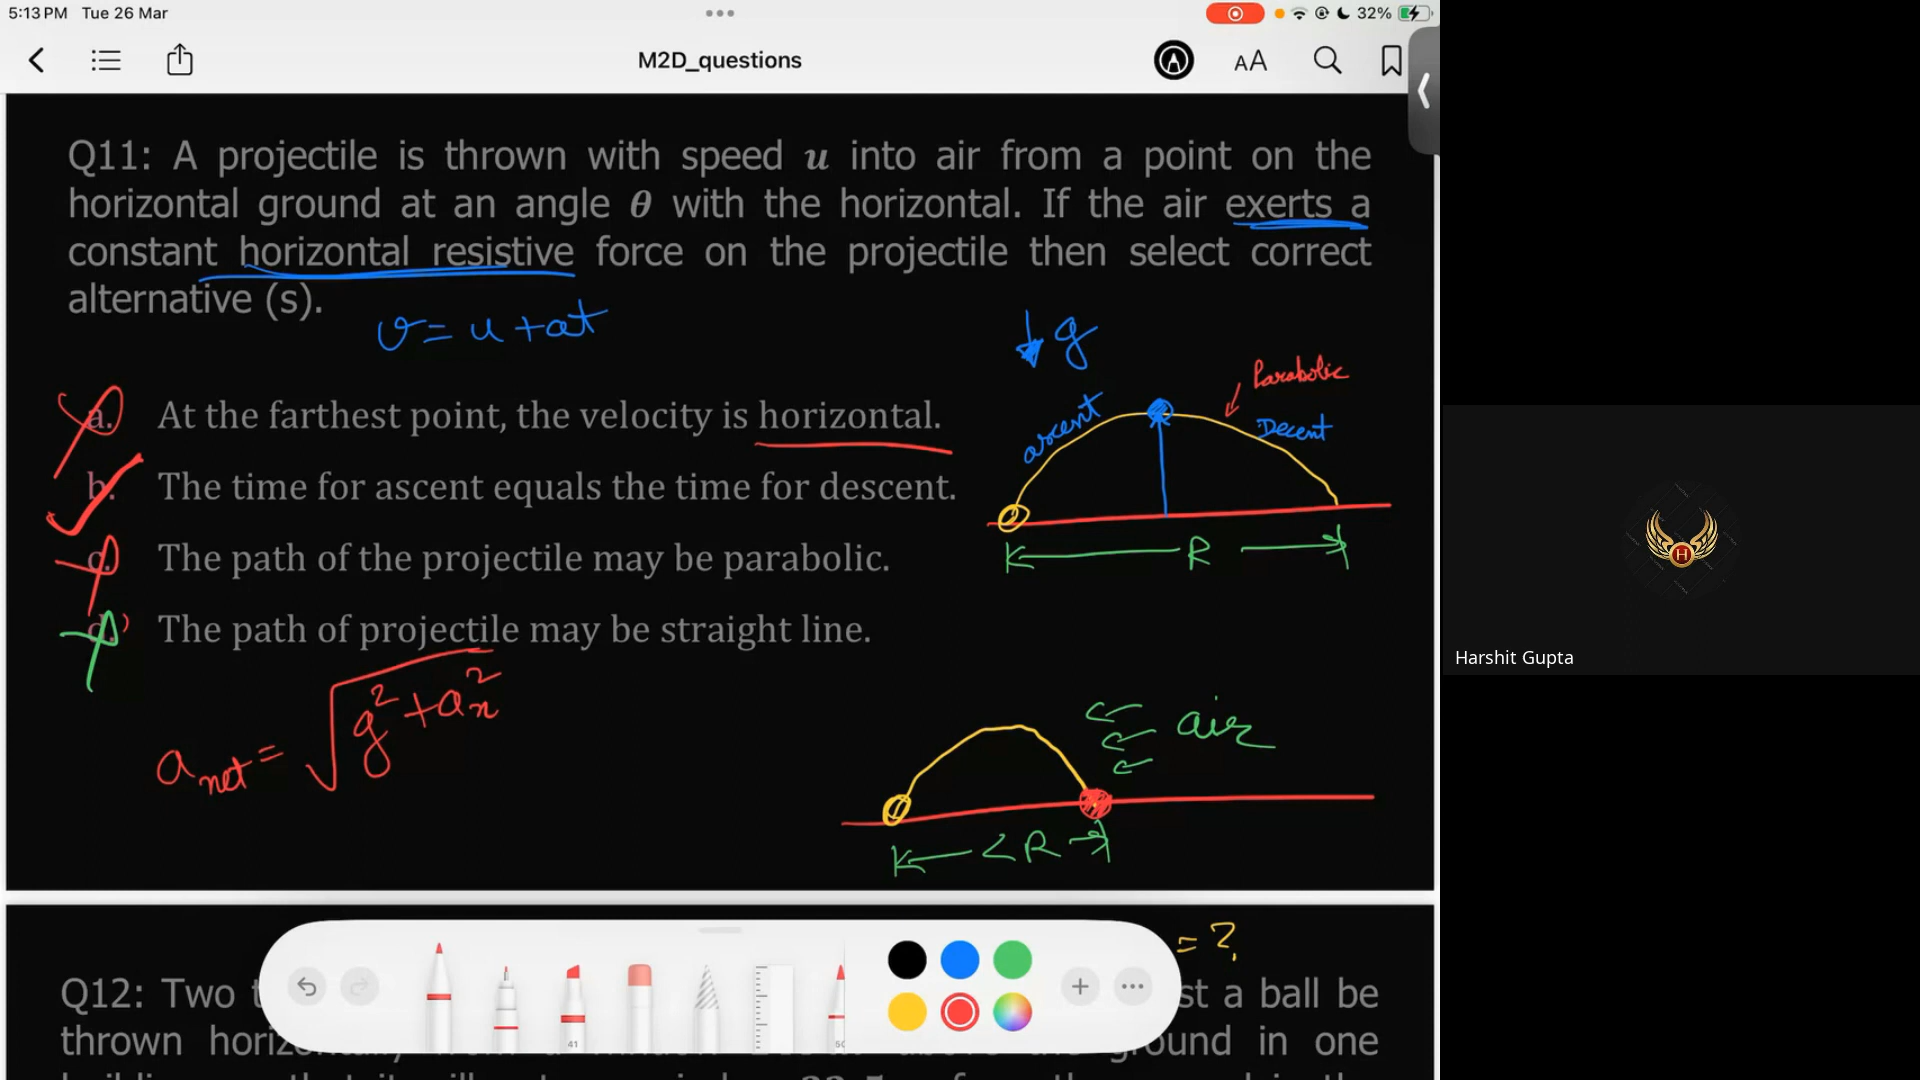 5:13 PM Tue 26 Mar
32%
M2D_questions
AA
Q11: A projectile is thrown with speed u into air from a point on the
horizontal ground at an angle θ with the horizontal. If the air exerts a
constant horizontal resistive force on the projectile then select correct
alternative (s).
v = u + at
g
a. At the farthest point, the velocity is horizontal.
b. The time for ascent equals the time for descent.
c. The path of the projectile may be parabolic.
d. The path of projectile may be straight line.
ascent
Parabolic
Decent
R
a net = √g² + a x²
air
< R
= ?
Q12: Two
st a ball be
thrown
ground in one
41
H
Harshit Gupta